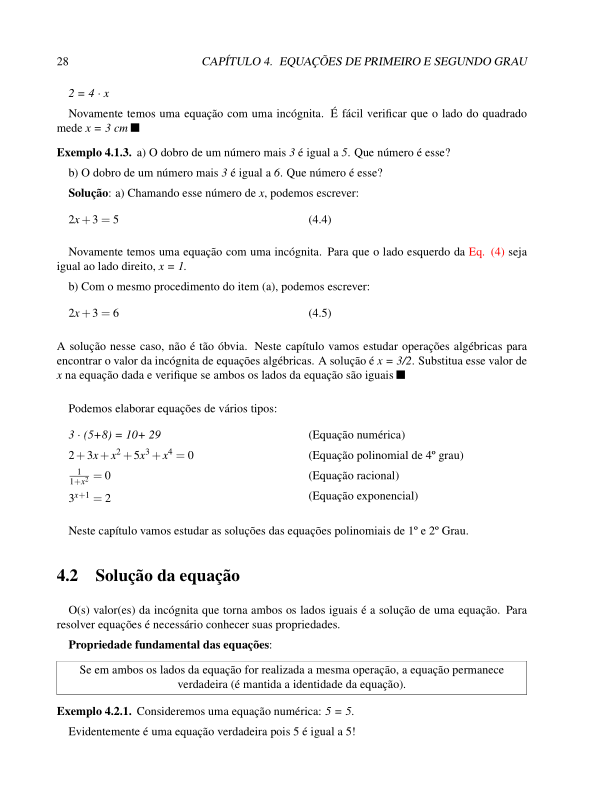 28 CAPÍTULO 4. EQUAÇÕES DE PRIMEIRO E SEGUNDO GRAU
2 = 4 · x
Novamente temos uma equação com uma incógnita. É fácil verificar que o lado do quadrado
mede x = 3 cm ■
Exemplo 4.1.3. a) O dobro de um número mais 3 é igual a 5. Que número é esse?
b) O dobro de um número mais 3 é igual a 6. Que número é esse?
Solução: a) Chamando esse número de x, podemos escrever:
2x + 3 = 5 (4.4)
Novamente temos uma equação com uma incógnita. Para que o lado esquerdo da Eq. (4) seja
igual ao lado direito, x = 1.
b) Com o mesmo procedimento do item (a), podemos escrever:
2x + 3 = 6 (4.5)
A solução nesse caso, não é tão óbvia. Neste capítulo vamos estudar operações algébricas para
encontrar o valor da incógnita de equações algébricas. A solução é x = 3/2. Substitua esse valor de
x na equação dada e verifique se ambos os lados da equação são iguais ■
Podemos elaborar equações de vários tipos:
3 · (5+8) = 10+ 29 (Equação numérica)
2 + 3x + x² + 5x³ + x⁴ = 0 (Equação polinomial de 4º grau)
1/(1+x²) = 0 (Equação racional)
3ˣ⁺¹ = 2 (Equação exponencial)
Neste capítulo vamos estudar as soluções das equações polinomiais de 1º e 2º Grau.
4.2 Solução da equação
O(s) valor(es) da incógnita que torna ambos os lados iguais é a solução de uma equação. Para
resolver equações é necessário conhecer suas propriedades.
Propriedade fundamental das equações:
Se em ambos os lados da equação for realizada a mesma operação, a equação permanece
verdadeira (é mantida a identidade da equação).
Exemplo 4.2.1. Consideremos uma equação numérica: 5 = 5.
Evidentemente é uma equação verdadeira pois 5 é igual a 5!